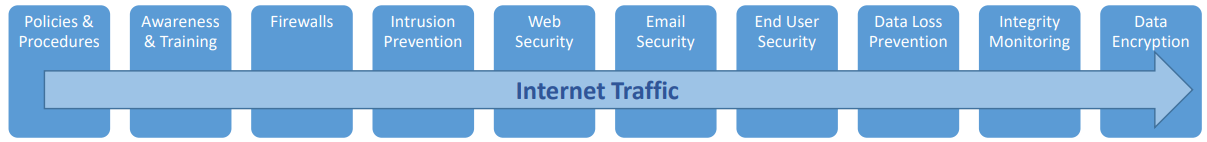 Policies &
Procedures
Awareness
& Training
Firewalls
Intrusion
Prevention
Web
Security
Email
Security
End User
Security
Data Loss
Prevention
Integrity
Monitoring
Data
Encryption
Internet Traffic